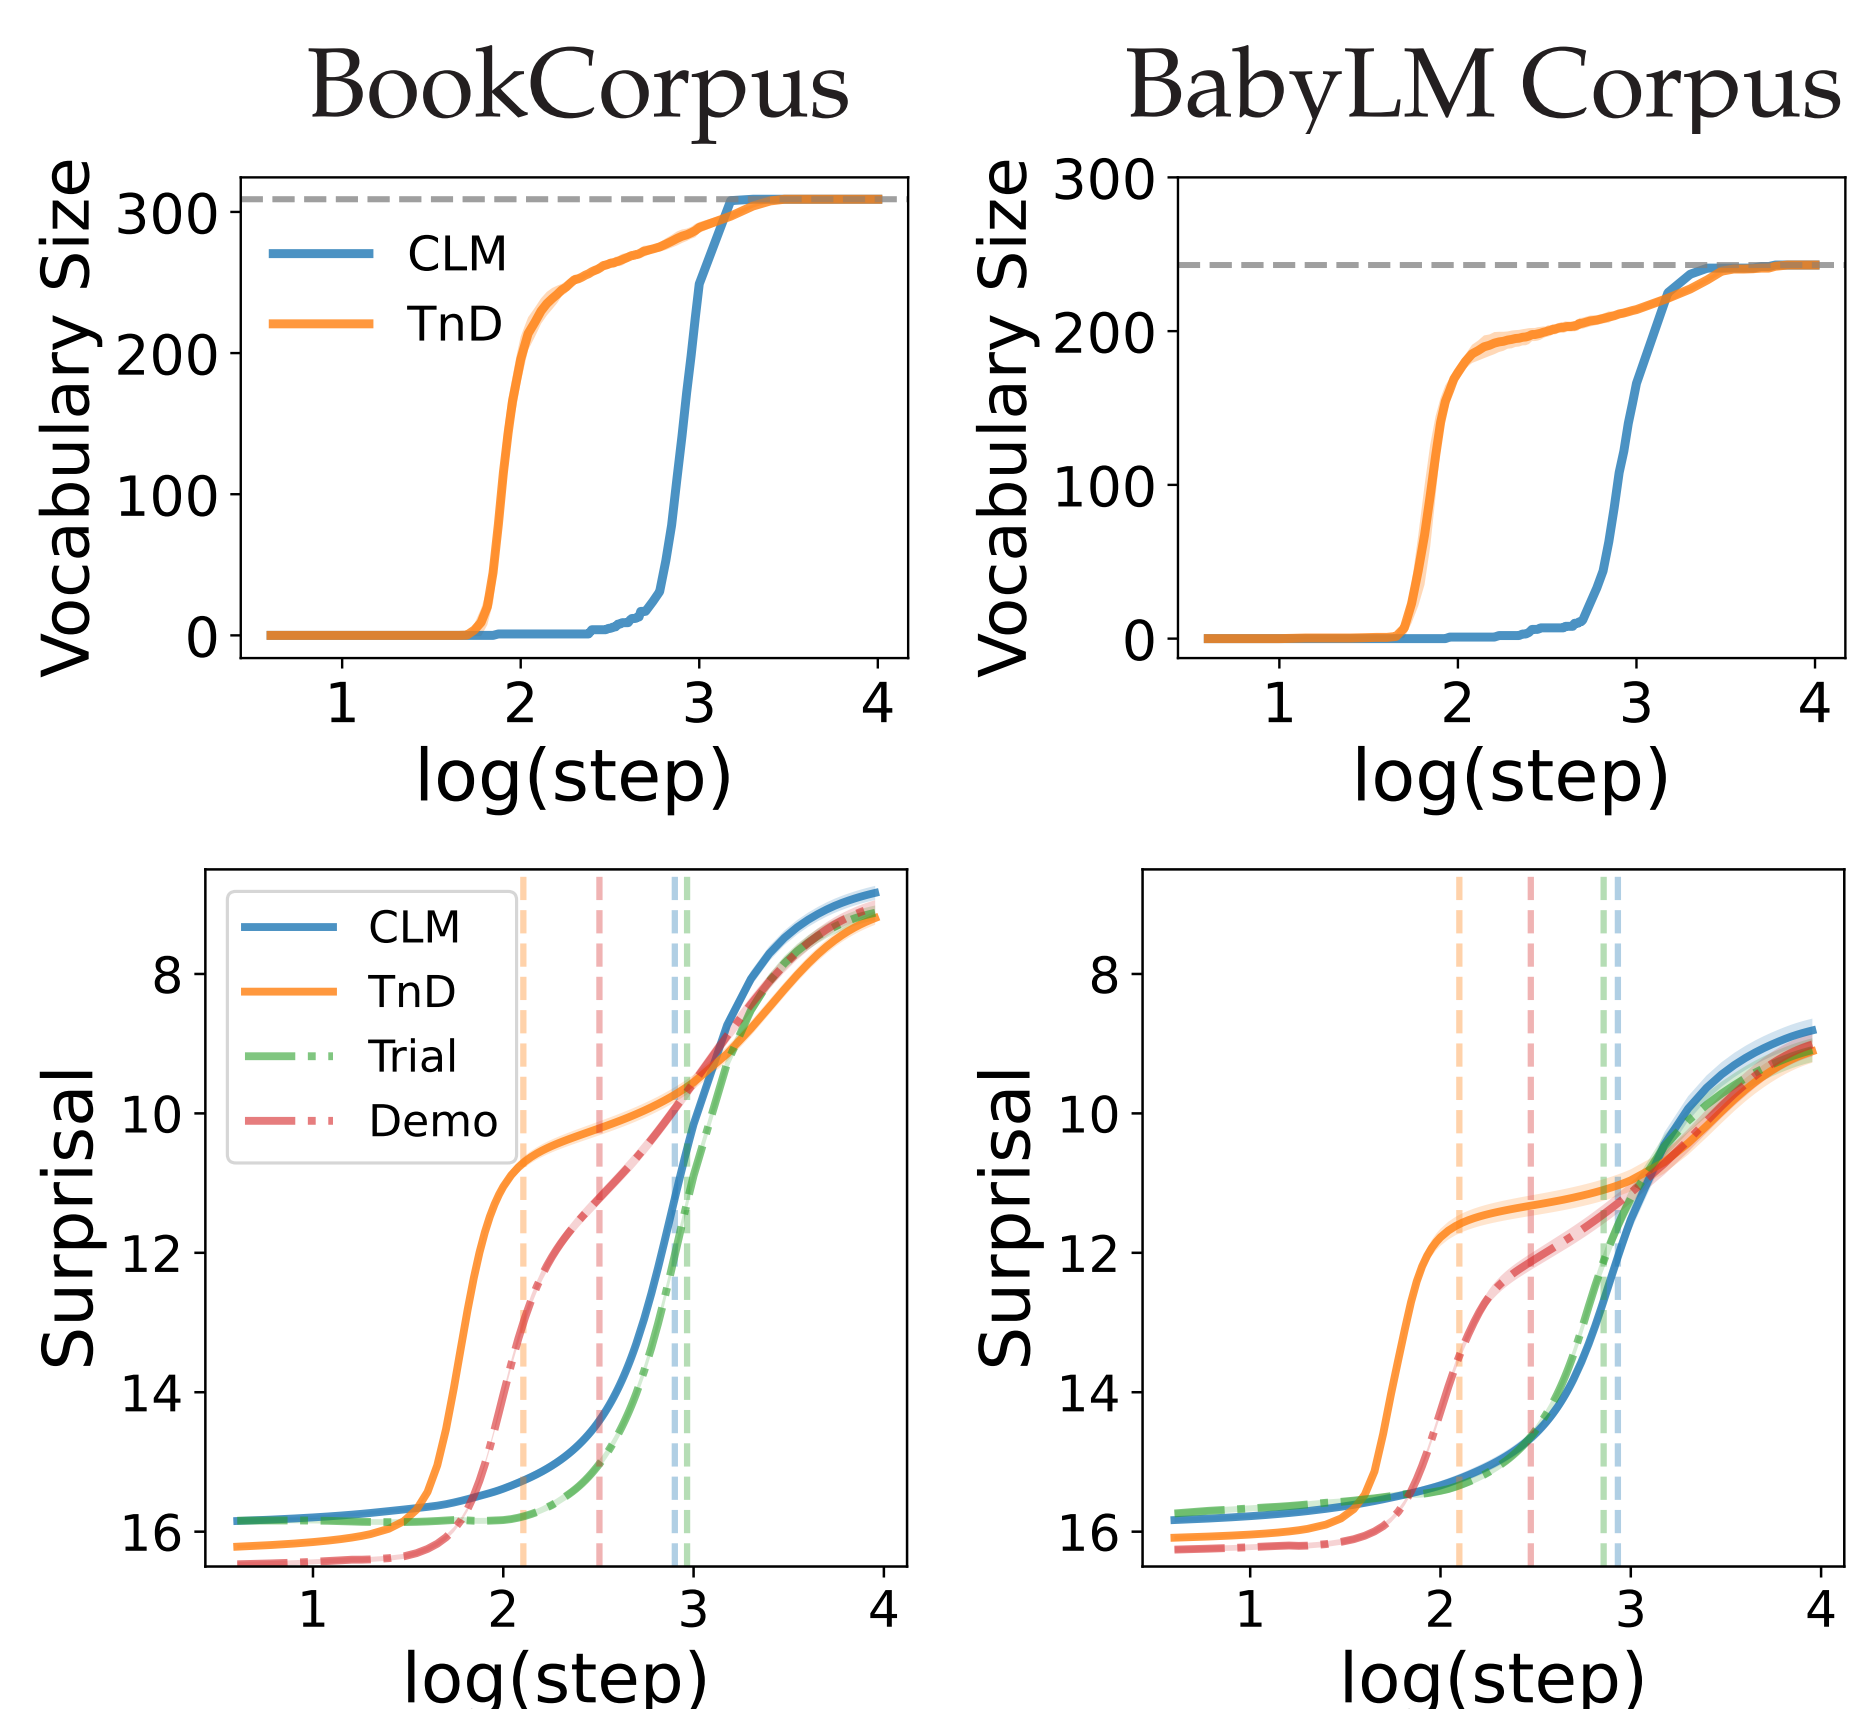 BookCorpus
BabyLM Corpus
Vocabulary Size
300
200
100
0
CLM
TnD
1 2 3 4
log(step)
Vocabulary Size
300
200
100
0
1 2 3 4
log(step)
Surprisal
8
10
12
14
16
CLM
TnD
Trial
Demo
1 2 3 4
log(step)
Surprisal
8
10
12
14
16
1 2 3 4
log(step)